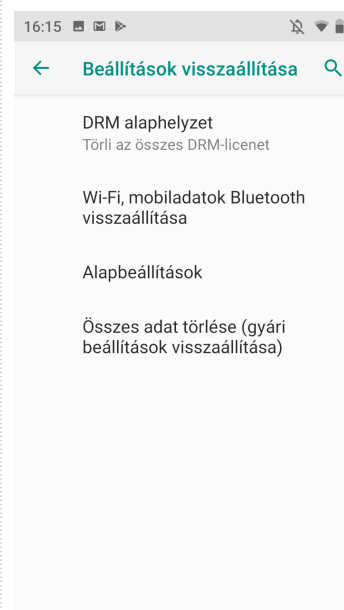 16:15
Beállítások visszaállítása
DRM alaphelyzet
Törli az összes DRM-licenet
Wi-Fi, mobiladatok Bluetooth
visszaállítása
Alapbeállítások
Összes adat törlése (gyári
beállítások visszaállítása)